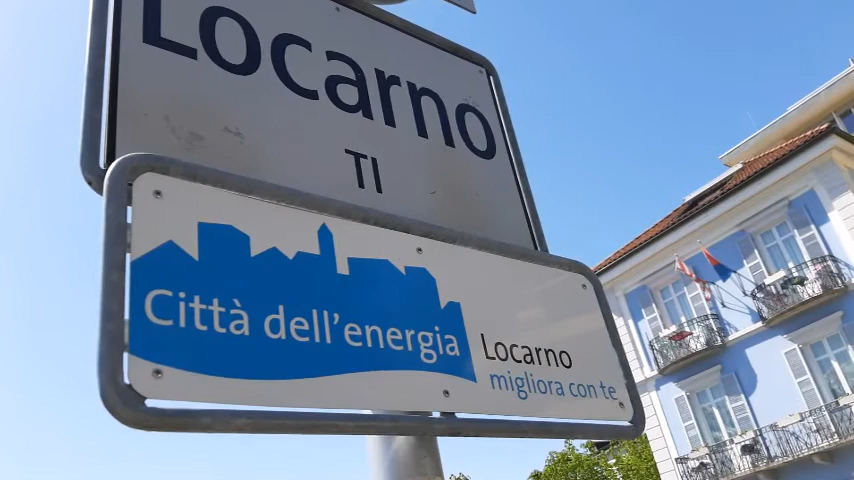 Locarno
TI
Città dell'energia
Locarno
migliora con te